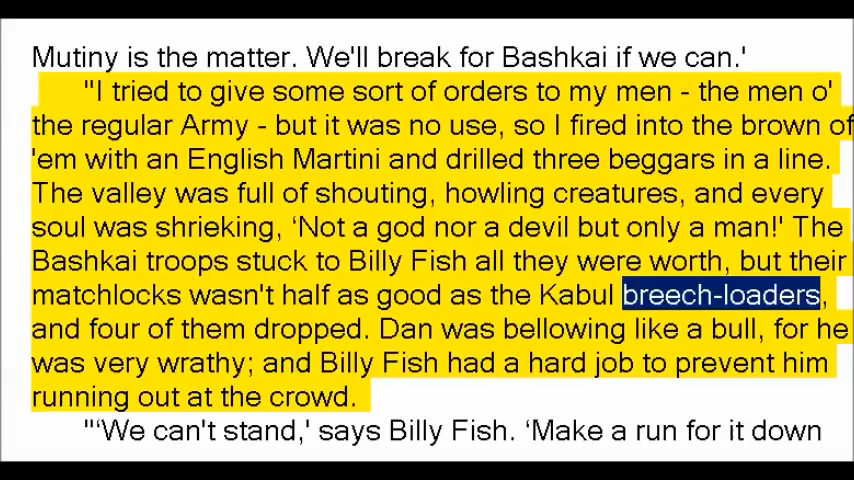 Mutiny is the matter. We'll break for Bashkai if we can.'
"I tried to give some sort of orders to my men - the men o'
the regular Army - but it was no use, so I fired into the brown of
'em with an English Martini and drilled three beggars in a line.
The valley was full of shouting, howling creatures, and every
soul was shrieking, ‘Not a god nor a devil but only a man!' The
Bashkai troops stuck to Billy Fish all they were worth, but their
matchlocks wasn't half as good as the Kabul breech-loaders,
and four of them dropped. Dan was bellowing like a bull, for he
was very wrathy; and Billy Fish had a hard job to prevent him
running out at the crowd.
"‘We can't stand,' says Billy Fish. ‘Make a run for it down